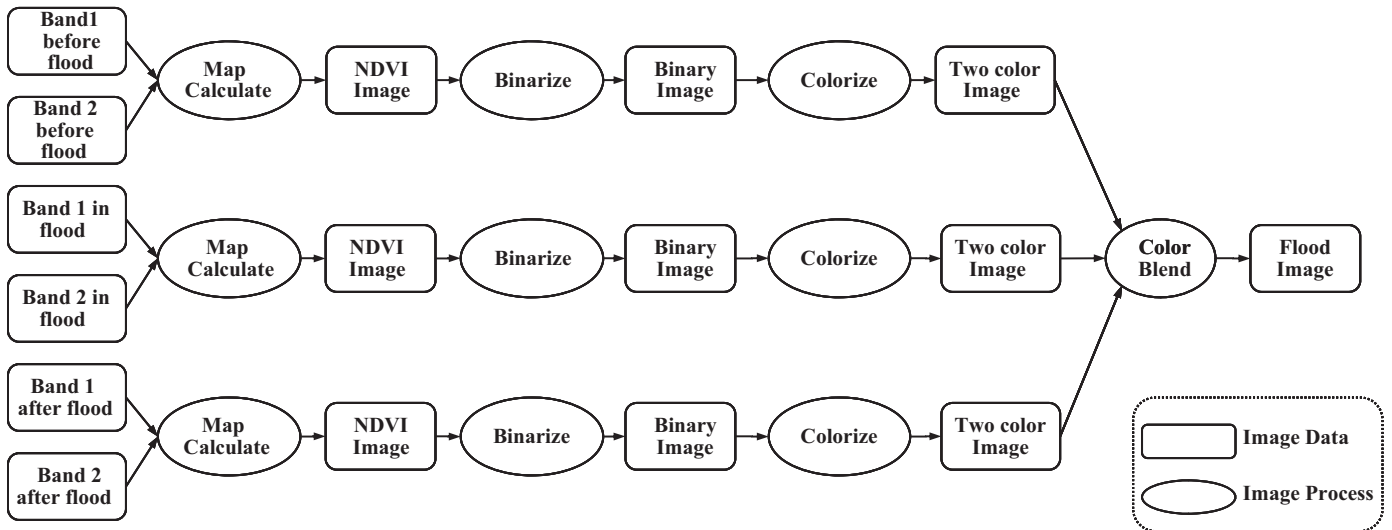 Band1
before
flood
Band 2
before
flood
Map
Calculate
NDVI
Image
Binarize
Binary
Image
Colorize
Two color
Image
Band 1 in
flood
Band 2 in
flood
Map
Calculate
NDVI
Image
Binarize
Binary
Image
Colorize
Two color
Image
Color
Blend
Flood
Image
Band 1
after flood
Band 2
after flood
Map
Calculate
NDVI
Image
Binarize
Binary
Image
Colorize
Two color
Image
Image Data
Image Process